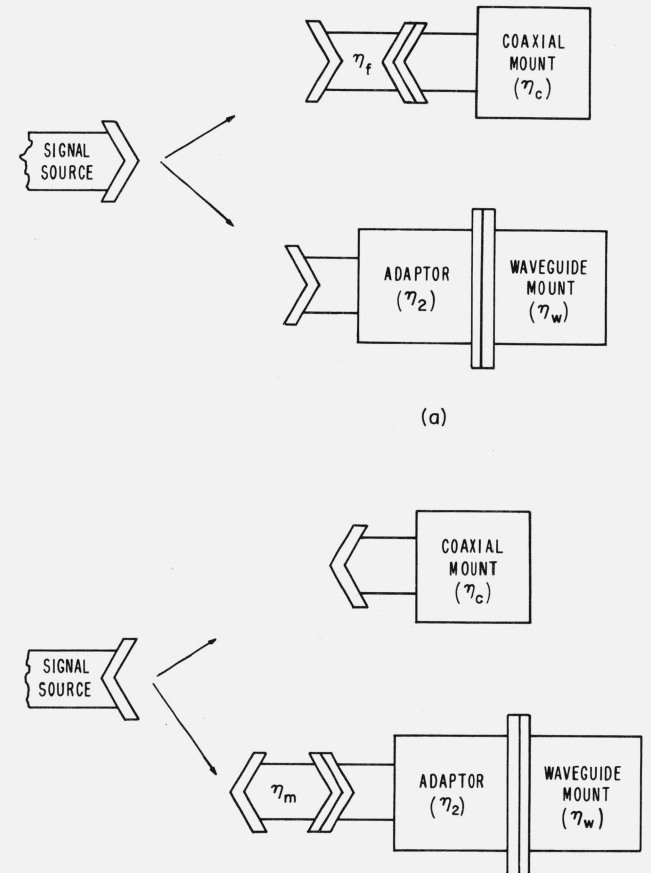 η_f
COAXIAL
MOUNT
(η_c)
SIGNAL
SOURCE
ADAPTOR
(η_2)
WAVEGUIDE
MOUNT
(η_w)
(a)
COAXIAL
MOUNT
(η_c)
SIGNAL
SOURCE
η_m
ADAPTOR
(η_2)
WAVEGUIDE
MOUNT
(η_w)